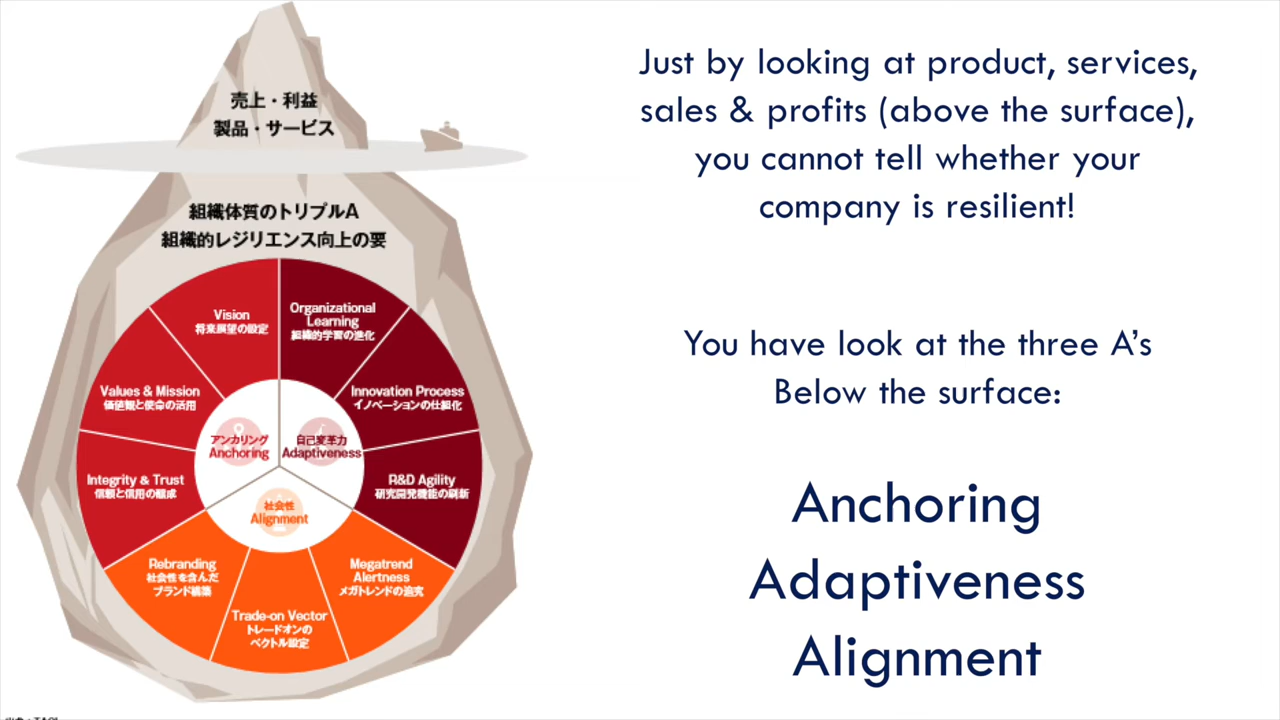 売上・利益
製品・サービス
組織体質のトリプルA
組織的レジリエンス向上の要
Vision
将来展望の設定
Organizational
Learning
組織的学習の進化
Values & Mission
価値観と使命の活用
Innovation Process
イノベーションの仕組化
アンカリング
Anchoring
自己変革力
Adaptiveness
Integrity & Trust
信頼と信用の醸成
R&D Agility
研究開発機能の刷新
社会性
Alignment
Rebranding
社会性を含んだ
ブランド構築
Megatrend
Alertness
メガトレンドの追究
Trade-on Vector
トレードオンの
ベクトル設定
Just by looking at product, services,
sales & profits (above the surface),
you cannot tell whether your
company is resilient!
You have look at the three A’s
Below the surface:
Anchoring
Adaptiveness
Alignment